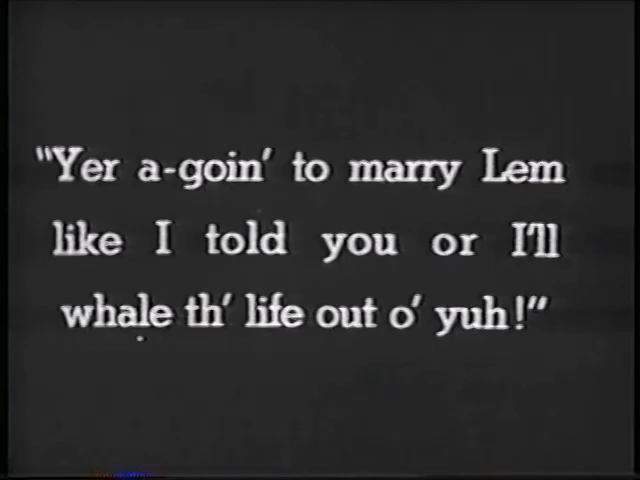 "Yer a-goin' to marry Lem
like I told you or I'll
whale th' life out o' yuh!"